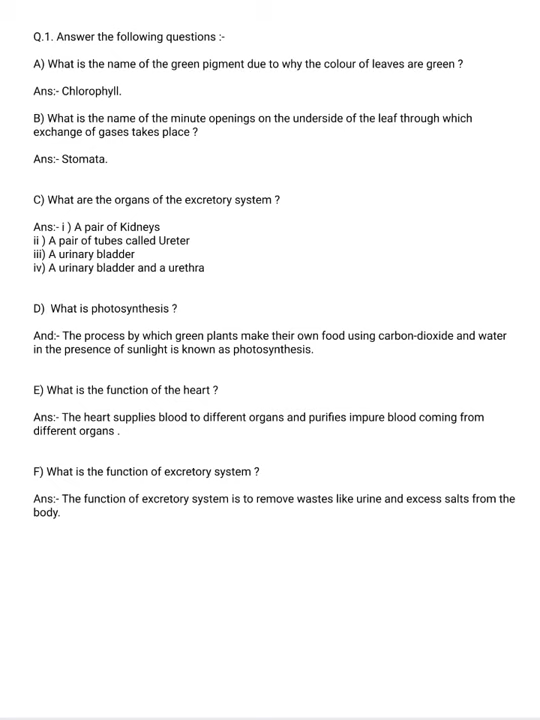 Q.1. Answer the following questions :-
A) What is the name of the green pigment due to why the colour of leaves are green ?
Ans:- Chlorophyll.
B) What is the name of the minute openings on the underside of the leaf through which
exchange of gases takes place ?
Ans:- Stomata.
C) What are the organs of the excretory system ?
Ans:- i ) A pair of Kidneys
ii ) A pair of tubes called Ureter
iii) A urinary bladder
iv) A urinary bladder and a urethra
D)  What is photosynthesis ?
And:- The process by which green plants make their own food using carbon-dioxide and water
in the presence of sunlight is known as photosynthesis.
E) What is the function of the heart ?
Ans:- The heart supplies blood to different organs and purifies impure blood coming from
different organs .
F) What is the function of excretory system ?
Ans:- The function of excretory system is to remove wastes like urine and excess salts from the
body.